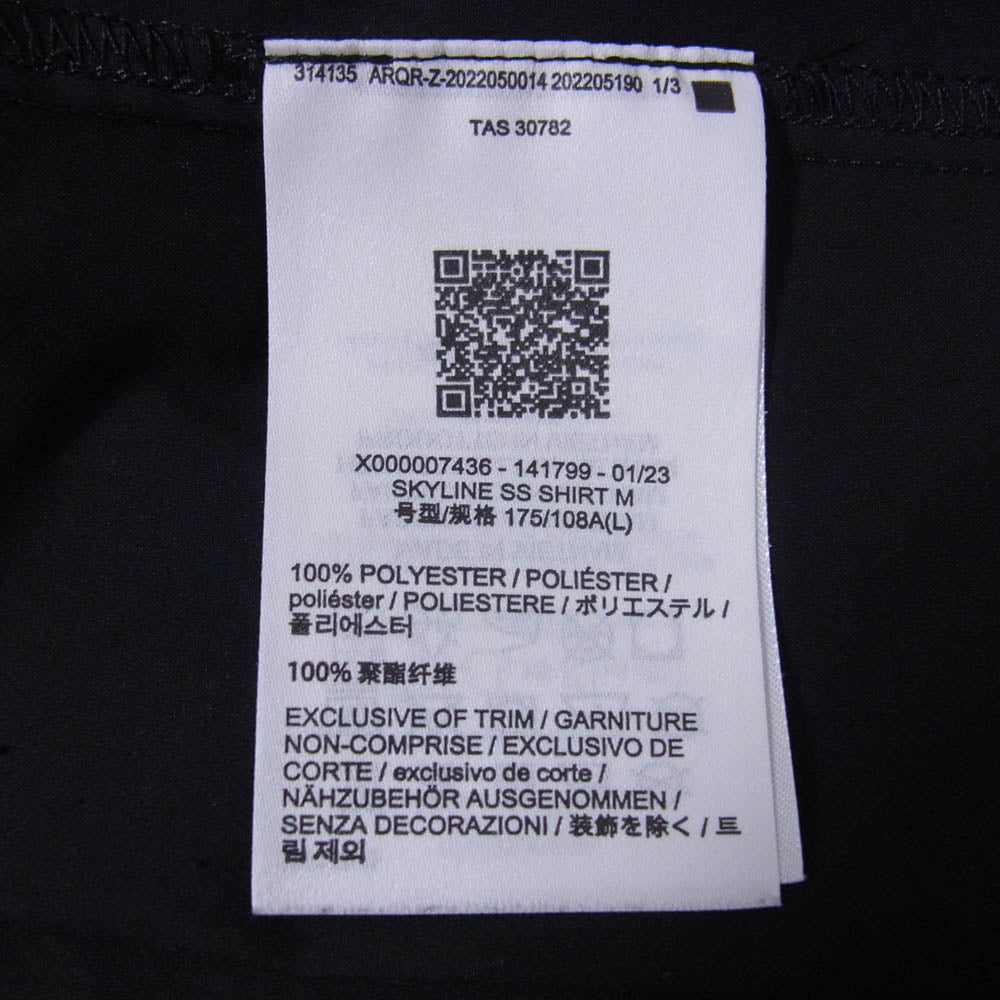 314135 ARQR-Z-2022050014 202205190 1/3
TAS 30782
X000007436 - 141799 - 01/23
SKYLINE SS SHIRT M
号型/规格 175/108A(L)
100% POLYESTER / POLIÉSTER /
poliéster / POLIESTERE / ポリエステル /
폴리에스터
100% 聚酯纤维
EXCLUSIVE OF TRIM / GARNITURE
NON-COMPRISE / EXCLUSIVO DE
CORTE / exclusivo de corte /
NÄHZUBEHÖR AUSGENOMMEN /
SENZA DECORAZIONI / 装飾を除く / 트
림 제외